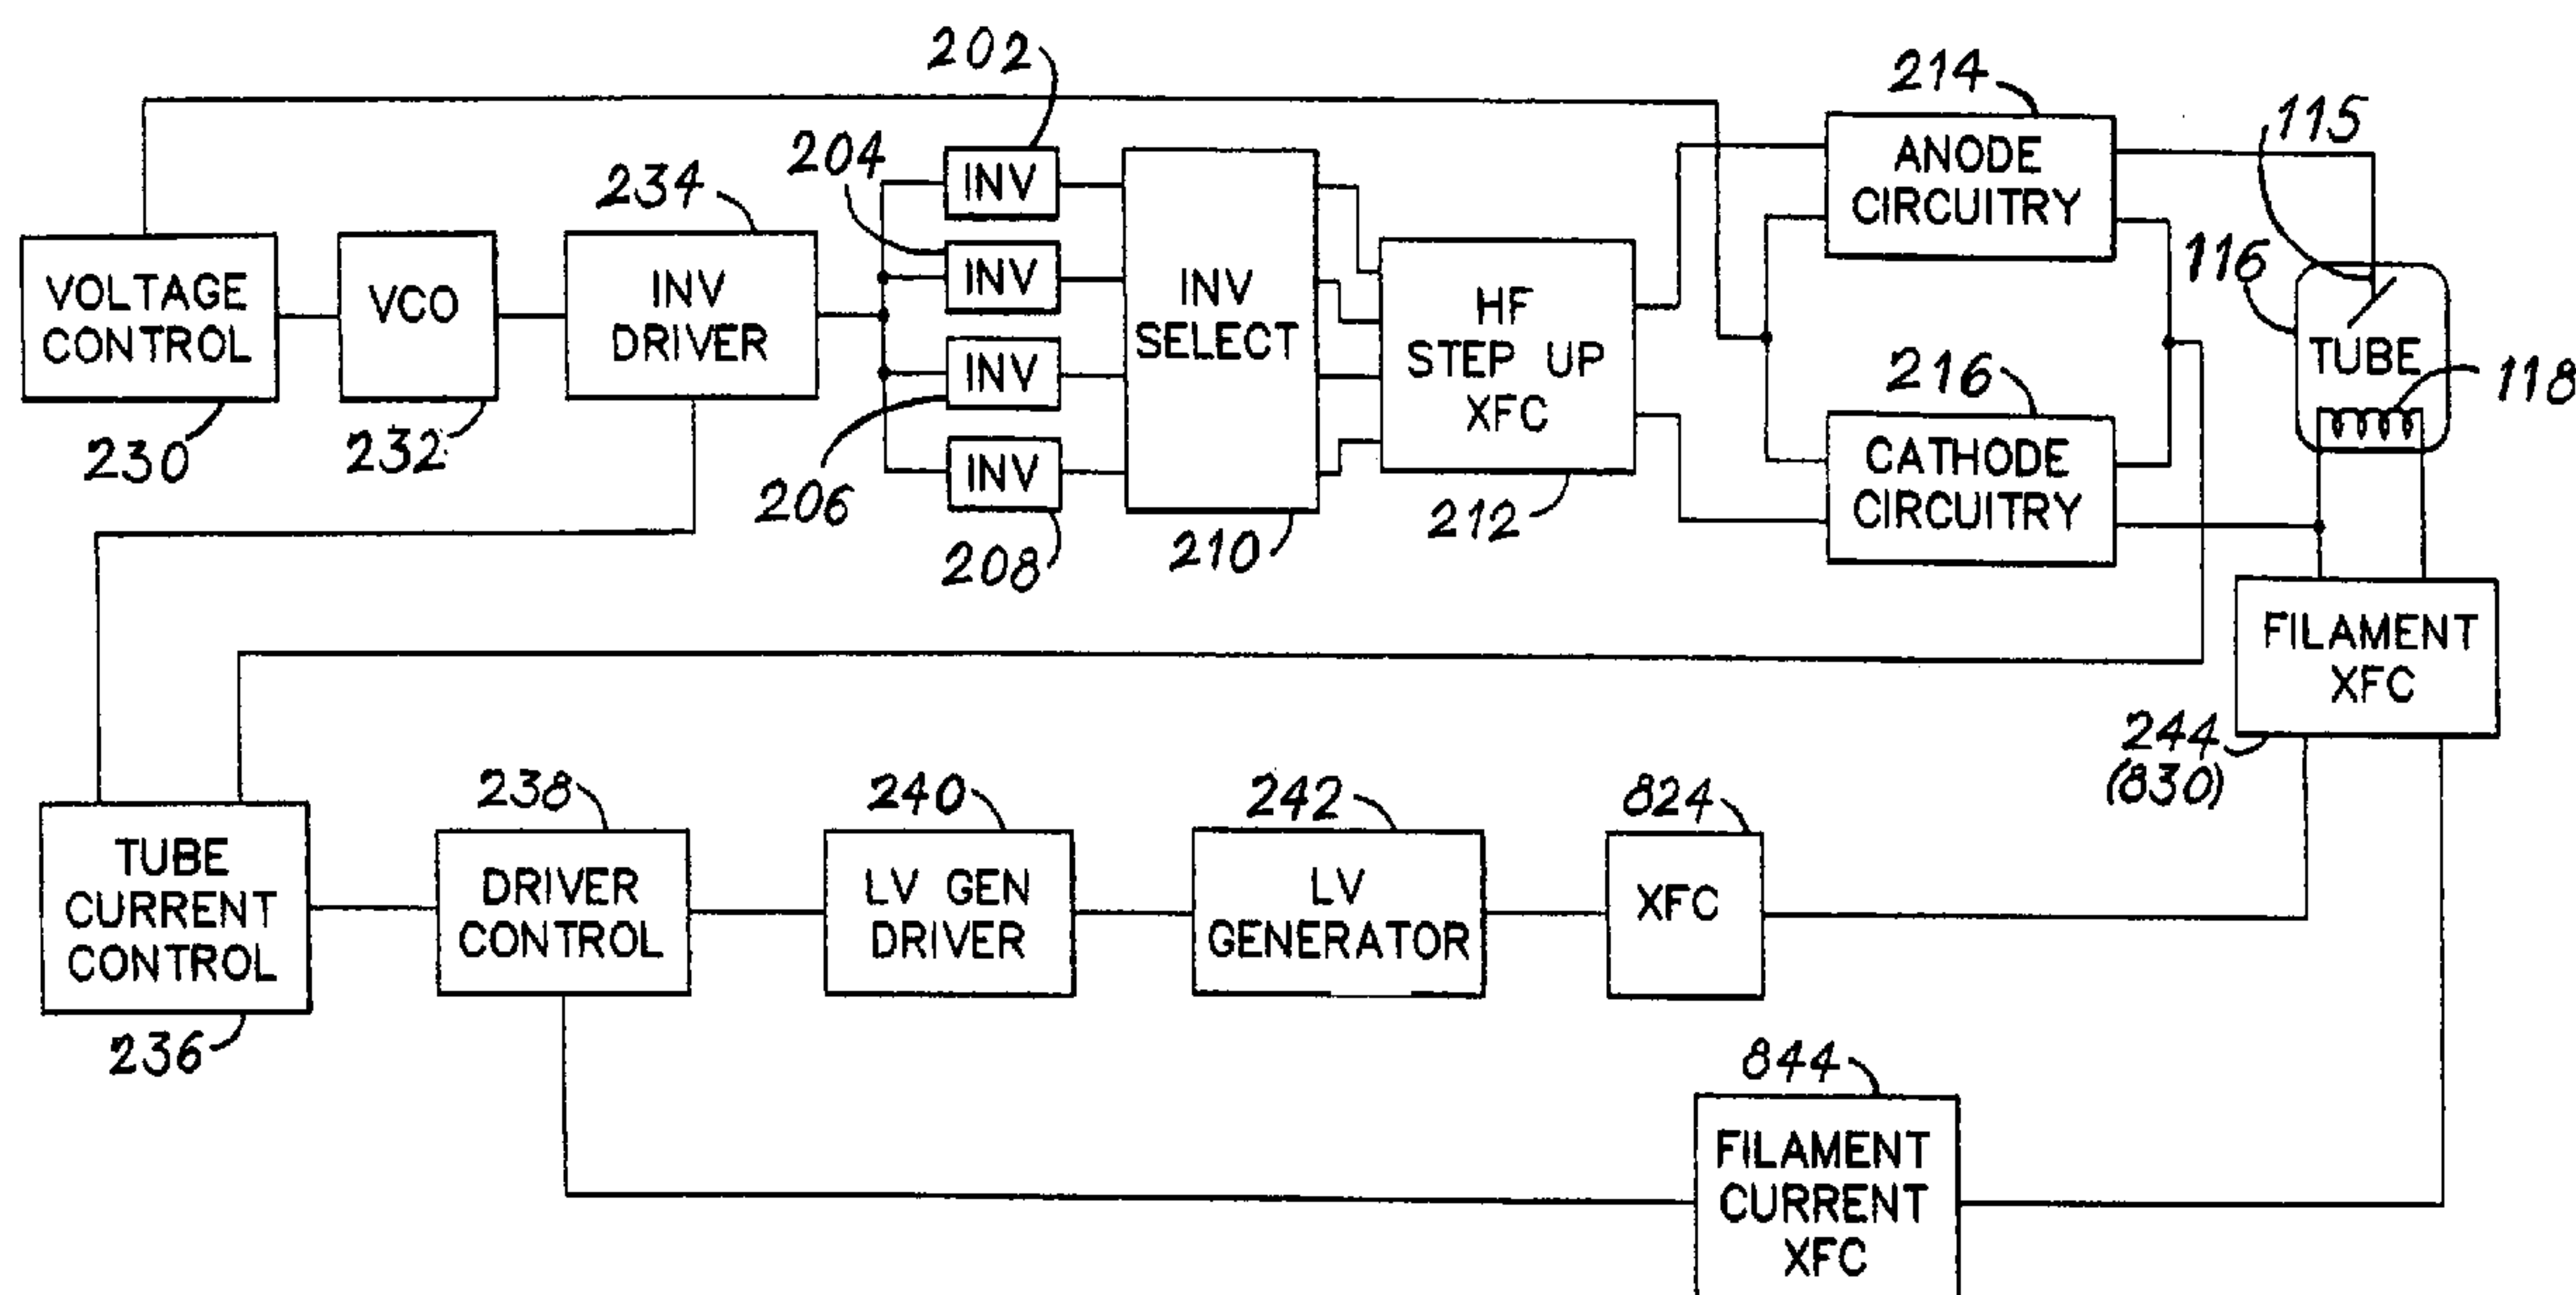 202
214
115
204
234
INV
ANODE
CIRCUITRY
116
VOLTAGE
CONTROL
VCO
INV
DRIVER
INV
INV
SELECT
HF
STEP UP
XFC
TUBE
118
INV
216
CATHODE
CIRCUITRY
230
232
206
INV
208
210
212
FILAMENT
XFC
244
(830)
238
240
242
824
TUBE
CURRENT
CONTROL
DRIVER
CONTROL
LV GEN
DRIVER
LV
GENERATOR
XFC
236
844
FILAMENT
CURRENT
XFC